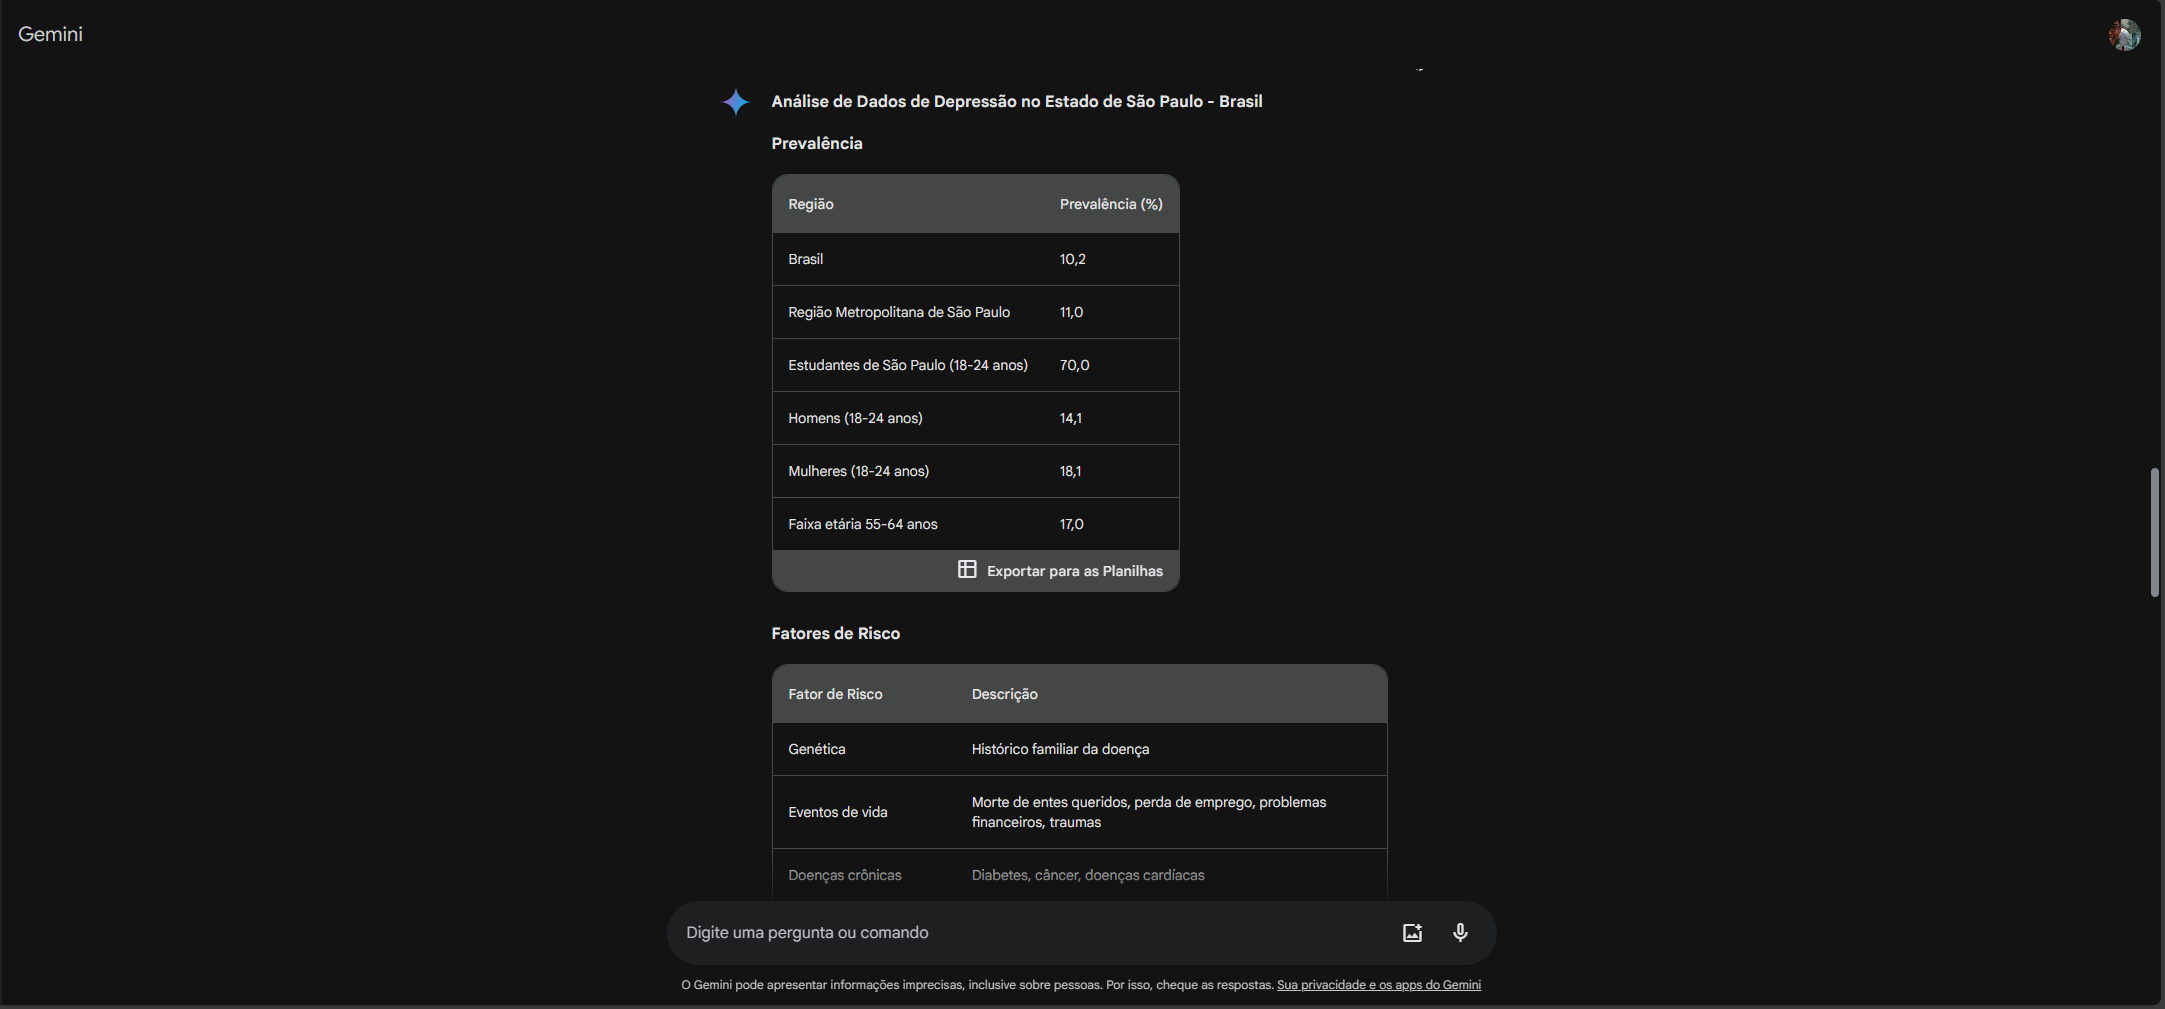 Gemini
Análise de Dados de Depressão no Estado de São Paulo - Brasil
Prevalência
Região Prevalência (%)
Brasil 10,2
Região Metropolitana de São Paulo 11,0
Estudantes de São Paulo (18-24 anos) 70,0
Homens (18-24 anos) 14,1
Mulheres (18-24 anos) 18,1
Faixa etária 55-64 anos 17,0
Exportar para as Planilhas
Fatores de Risco
Fator de Risco Descrição
Genética Histórico familiar da doença
Eventos de vida Morte de entes queridos, perda de emprego, problemas
financeiros, traumas
Doenças crônicas Diabetes, câncer, doenças cardíacas
Digite uma pergunta ou comando
O Gemini pode apresentar informações imprecisas, inclusive sobre pessoas. Por isso, cheque as respostas. Sua privacidade e os apps do Gemini